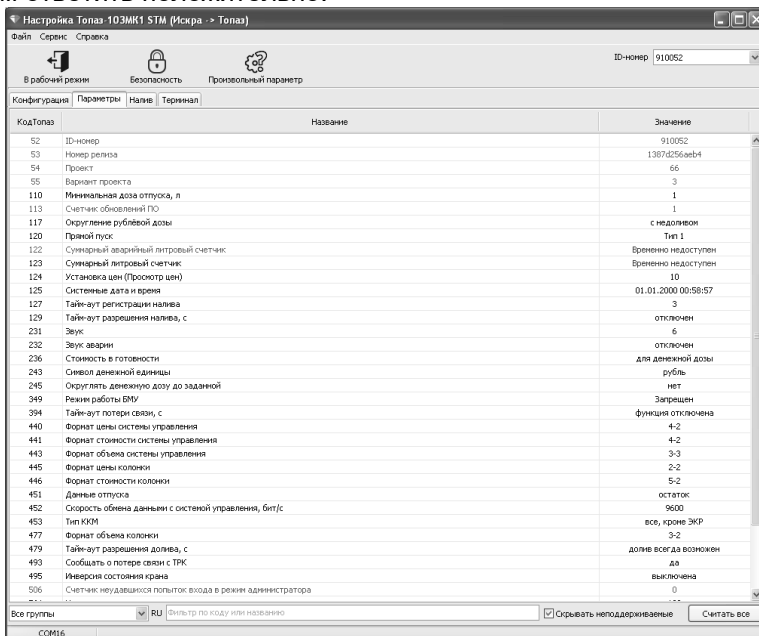 Настройка Топаз-103МК1 STM (Искра -> Топаз)
Файл Сервис Справка
В рабочий режим Безопасность Произвольный параметр ID-номер 910052
Конфигурация Параметры Налив Терминал
КодТопаз Название Значение
52 ID-номер 910052
53 Номер релиза 1387d256aeb4
54 Проект 66
55 Вариант проекта 3
110 Минимальная доза отпуска, л 1
113 Счетчик обновлений ПО 1
117 Округление рублёвой дозы с недоливом
120 Прямой пуск Тип 1
122 Суммарный аварийный литровый счетчик Временно недоступен
123 Суммарный литровый счетчик Временно недоступен
124 Установка цен (Просмотр цен) 10
125 Системные дата и время 01.01.2000 00:58:57
127 Тайм-аут регистрации налива 3
129 Тайм-аут разрешения налива, с отключен
231 Звук 6
232 Звук аварии отключен
236 Стоимость в готовности для денежной дозы
243 Символ денежной единицы рубль
245 Округлять денежную дозу до заданной нет
349 Режим работы БМУ Запрещен
394 Тайм-аут потери связи, с функция отключена
440 Формат цены системы управления 4-2
441 Формат стоимости системы управления 4-2
443 Формат объема системы управления 3-3
445 Формат цены колонки 2-2
446 Формат стоимости колонки 5-2
451 Данные отпуска остаток
452 Скорость обмена данными с системой управления, бит/с 9600
453 Тип ККМ все, кроме ЭКР
477 Формат объема колонки 3-2
479 Тайм-аут разрешения долива, с долив всегда возможен
493 Сообщать о потере связи с ТРК да
495 Инверсия состояния крана выключена
506 Счетчик неудавшихся попыток входа в режим администратора 0
Все группы RU Фильтр по коду или названию Скрывать неподдерживаемые Считать все
COM16